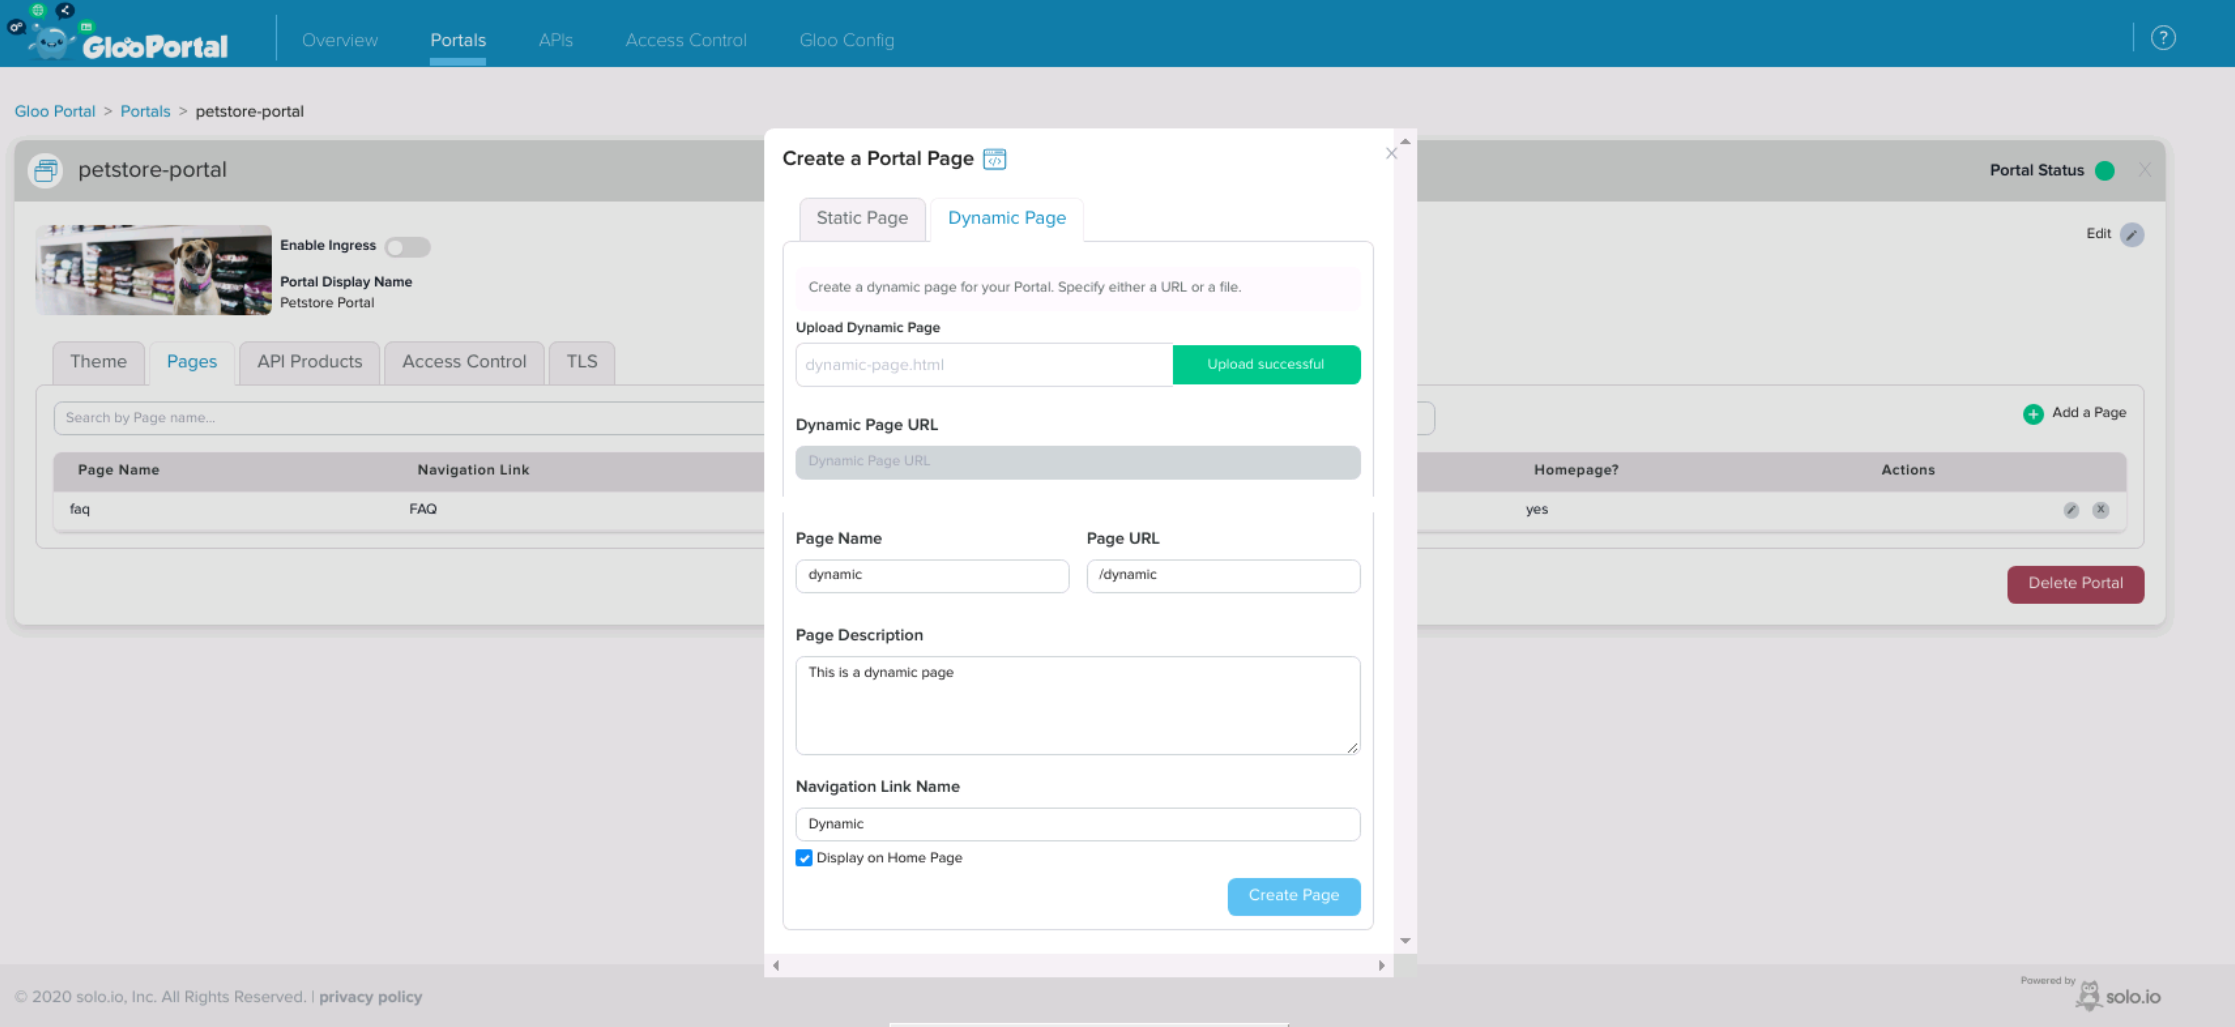 Gloo Portal
Overview
Portals
APIs
Access Control
Gloo Config
?
Gloo Portal > Portals > petstore-portal
petstore-portal
Portal Status
X
Enable Ingress
Portal Display Name
Petstore Portal
Edit
Theme
Pages
API Products
Access Control
TLS
Search by Page name...
Add a Page
Page Name
Navigation Link
Homepage?
Actions
faq
FAQ
yes
X
Delete Portal
Create a Portal Page
X
Static Page
Dynamic Page
Create a dynamic page for your Portal. Specify either a URL or a file.
Upload Dynamic Page
dynamic-page.html
Upload successful
Dynamic Page URL
Dynamic Page URL
Page Name
Page URL
dynamic
/dynamic
Page Description
This is a dynamic page
Navigation Link Name
Dynamic
Display on Home Page
Create Page
© 2020 solo.io, Inc. All Rights Reserved. | privacy policy
Powered by
solo.io